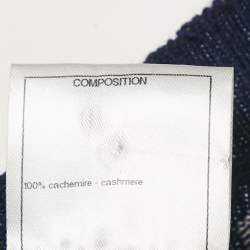 COMPOSITION
100% cachemire - cashmere